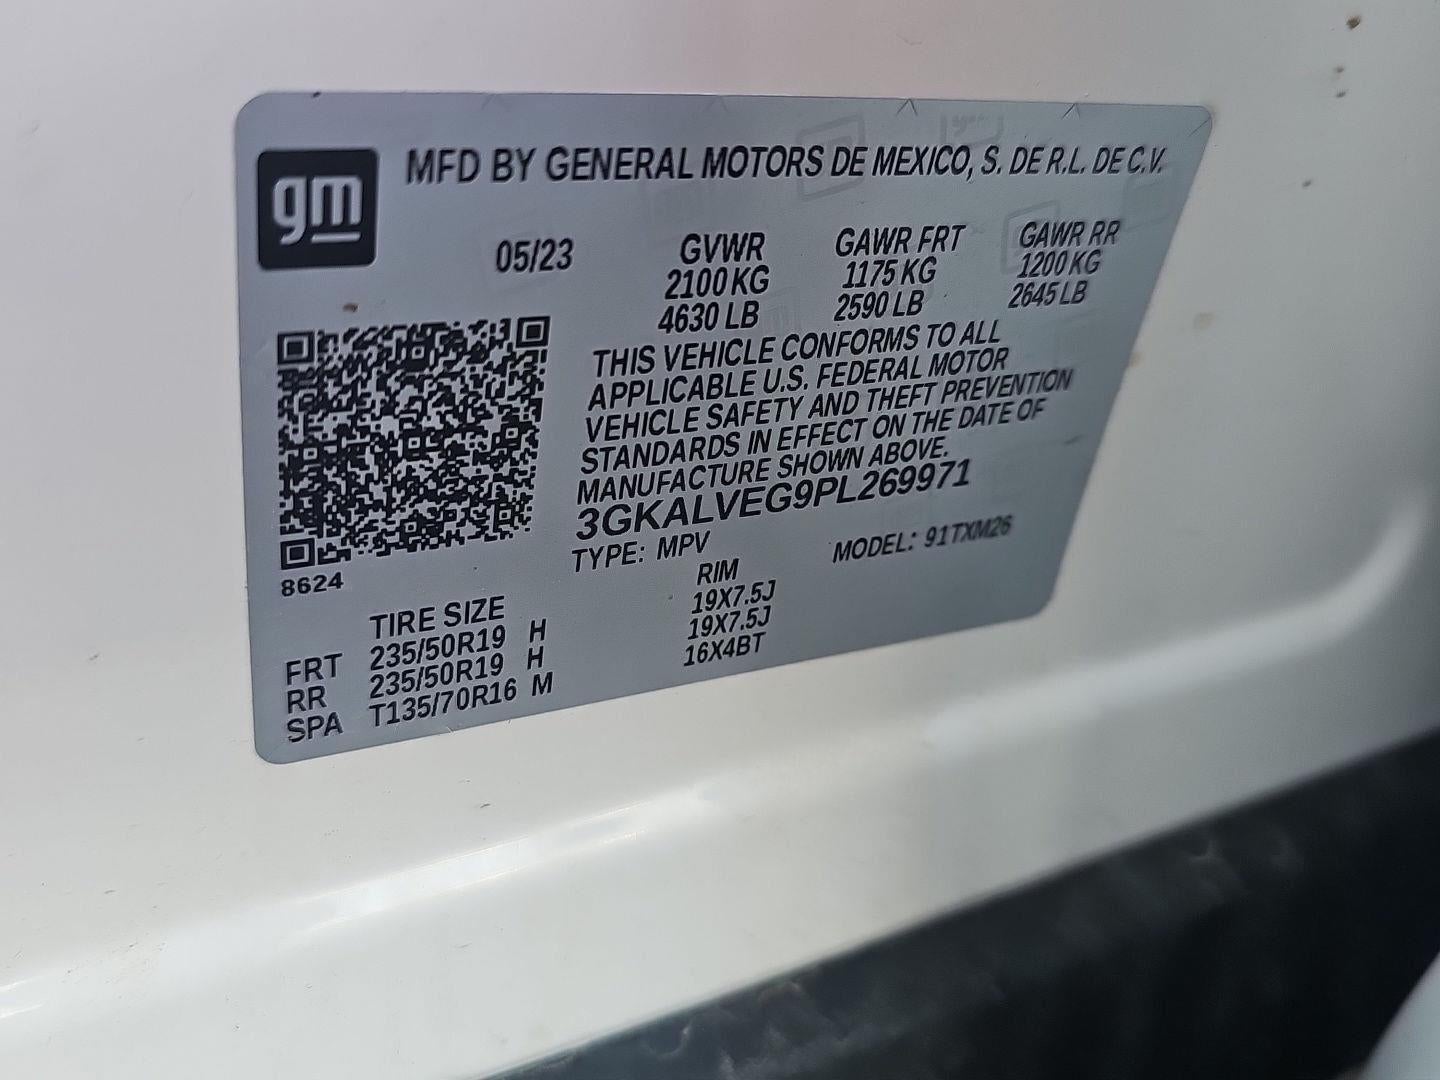 gm
MFD BY GENERAL MOTORS DE MEXICO, S. DE R.L. DE C.V.
05/23 GVWR GAWR FRT GAWR RR
2100 KG 1175 KG 1200 KG
4630 LB 2590 LB 2645 LB
THIS VEHICLE CONFORMS TO ALL
APPLICABLE U.S. FEDERAL MOTOR
VEHICLE SAFETY AND THEFT PREVENTION
STANDARDS IN EFFECT ON THE DATE OF
MANUFACTURE SHOWN ABOVE.
3GKALVEG9PL269971
TYPE: MPV MODEL: 91TXM26
8624
TIRE SIZE RIM
FRT 235/50R19 H 19X7.5J
RR 235/50R19 H 19X7.5J
SPA T135/70R16 M 16X4BT